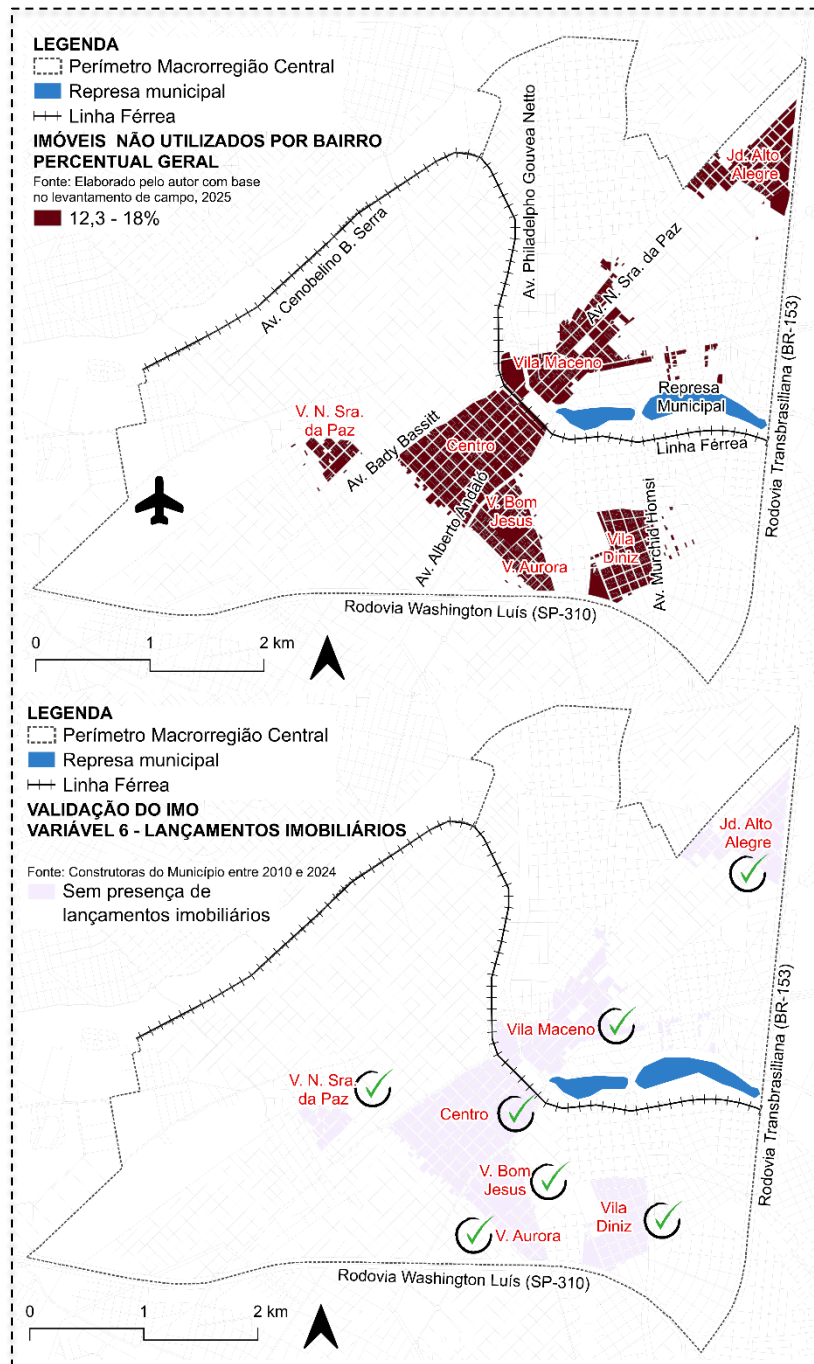 LEGENDA
Perímetro Macrorregião Central
Represa municipal
Linha Férrea
IMÓVEIS NÃO UTILIZADOS POR BAIRRO
PERCENTUAL GERAL
Fonte: Elaborado pelo autor com base
no levantamento de campo, 2025
12,3 - 18%
Av. Cenobelino B. Serra
Av. Philadelpho Gouvea Netto
Jd. Alto
Alegre
Av. N. Sra. da Paz
Vila Maceno
Represa
Municipal
Linha Férrea
Rodovia Transbrasiliana (BR-153)
V. N. Sra.
da Paz
Av. Bady Bassitt
Centro
Av. Alberto Andaló
V. Bom
Jesus
V. Aurora
Vila
Diniz
Av. Murchid HomsI
Rodovia Washington Luís (SP-310)
0 1 2 km
LEGENDA
Perímetro Macrorregião Central
Represa municipal
Linha Férrea
VALIDAÇÃO DO IMO
VARIÁVEL 6 - LANÇAMENTOS IMOBILIÁRIOS
Fonte: Construtoras do Município entre 2010 e 2024
Sem presença de
lançamentos imobiliários
Jd. Alto
Alegre
Vila Maceno
Rodovia Transbrasiliana (BR-153)
V. N. Sra.
da Paz
Centro
V. Bom
Jesus
Vila
Diniz
V. Aurora
Rodovia Washington Luís (SP-310)
0 1 2 km